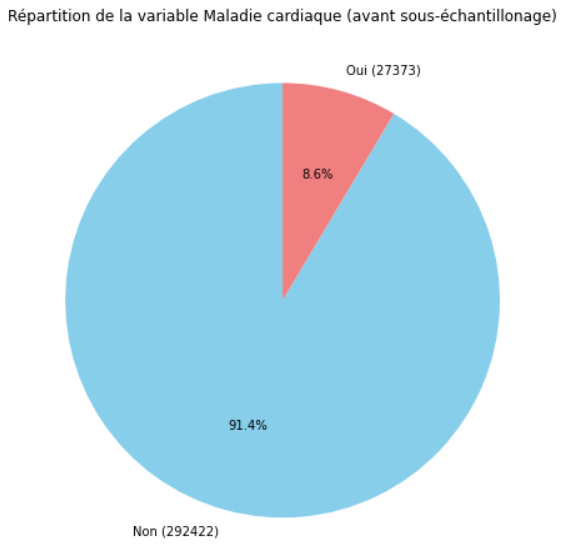 Répartition de la variable Maladie cardiaque (avant sous-échantillonage)
Oui (27373)
8.6%
91.4%
Non (292422)